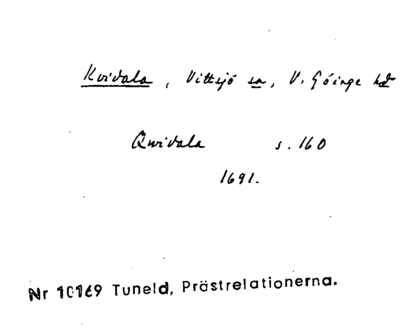 Kvidala, Vittsjö sn, V. Göinge hd
Qwidala s. 160
1691.
Nr 10169 Tuneld, Prästrelationerna.